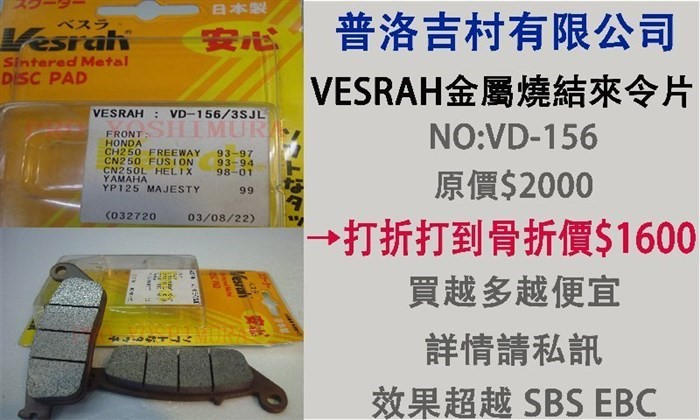 スクーター
日本製
ベスラ
Vesrah
安心
Sintered Metal
DISC PAD
VESRAH : VD-156/3SJL
PRO YOSHIMURA
FRONT:
HONDA
CH250 FREEWAY 93-97
CN250 FUSION 93-94
CN250L HELIX 98-01
YAMAHA
YP125 MAJESTY 99
(032720 03/08/22)
Vesrah
普洛吉村有限公司
VESRAH金屬燒結來令片
NO:VD-156
原價$2000
→打折打到骨折價$1600
買越多越便宜
詳情請私訊
效果超越 SBS EBC